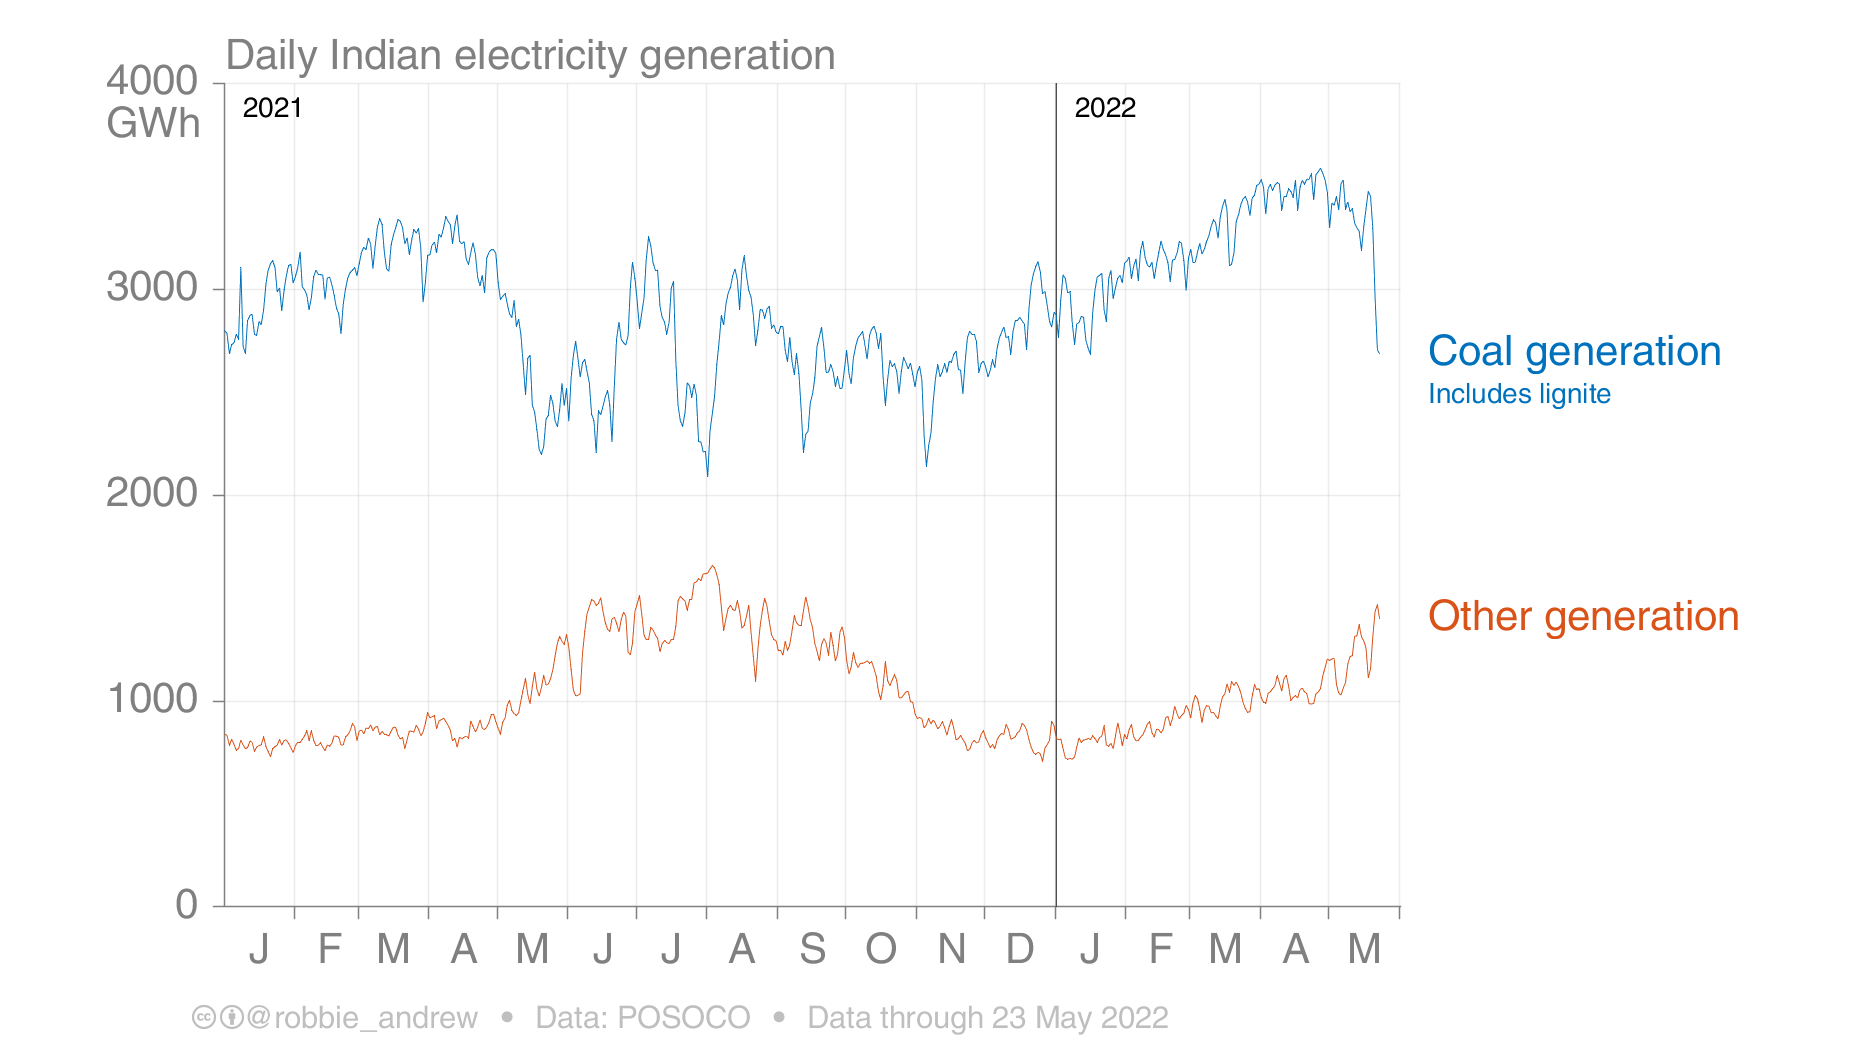 Daily Indian electricity generation
4000
GWh
2021
2022
3000
Coal generation
Includes lignite
2000
Other generation
1000
0
J F M A M J J A S O N D J F M A M
@robbie_andrew • Data: POSOCO • Data through 23 May 2022